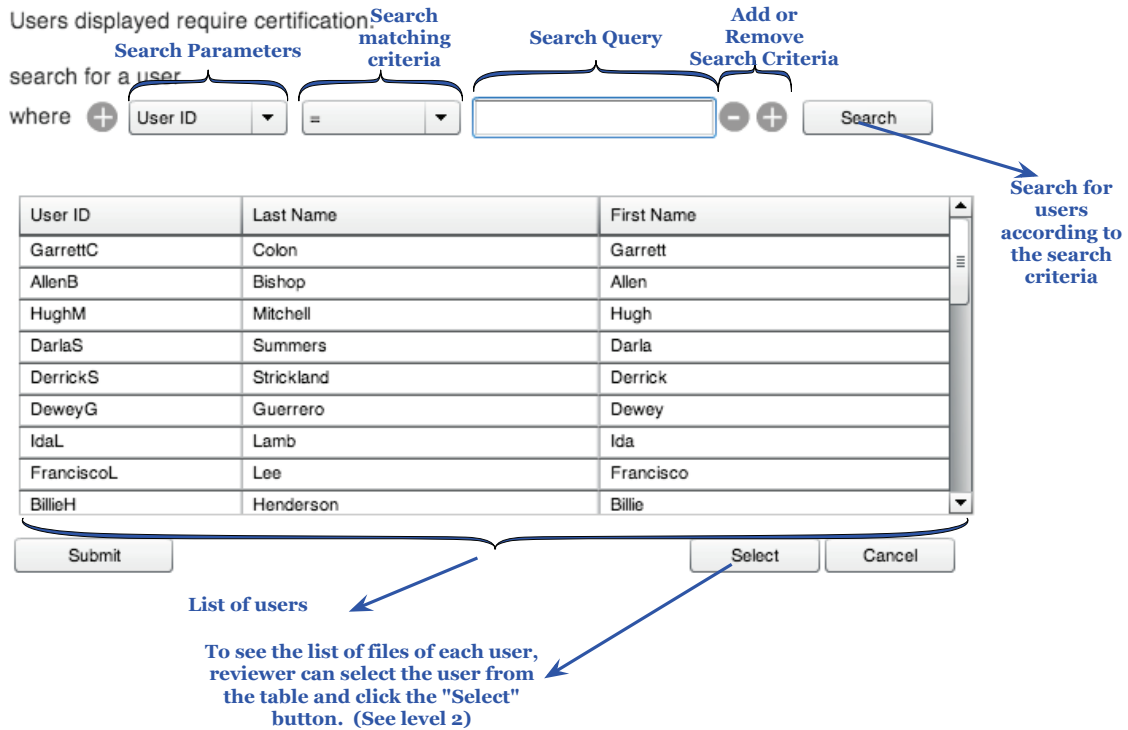 Users displayed require certification.
Search
matching
criteria
Add or
Remove
Search Criteria
Search Parameters
Search Query
search for a user
where + User ID = - + Search
Search for
users
according to
the search
criteria
User ID Last Name First Name
GarrettC Colon Garrett
AllenB Bishop Allen
HughM Mitchell Hugh
DarlaS Summers Darla
DerrickS Strickland Derrick
DeweyG Guerrero Dewey
IdaL Lamb Ida
FranciscoL Lee Francisco
BillieH Henderson Billie
Submit Select Cancel
List of users
To see the list of files of each user,
reviewer can select the user from
the table and click the "Select"
button. (See level 2)